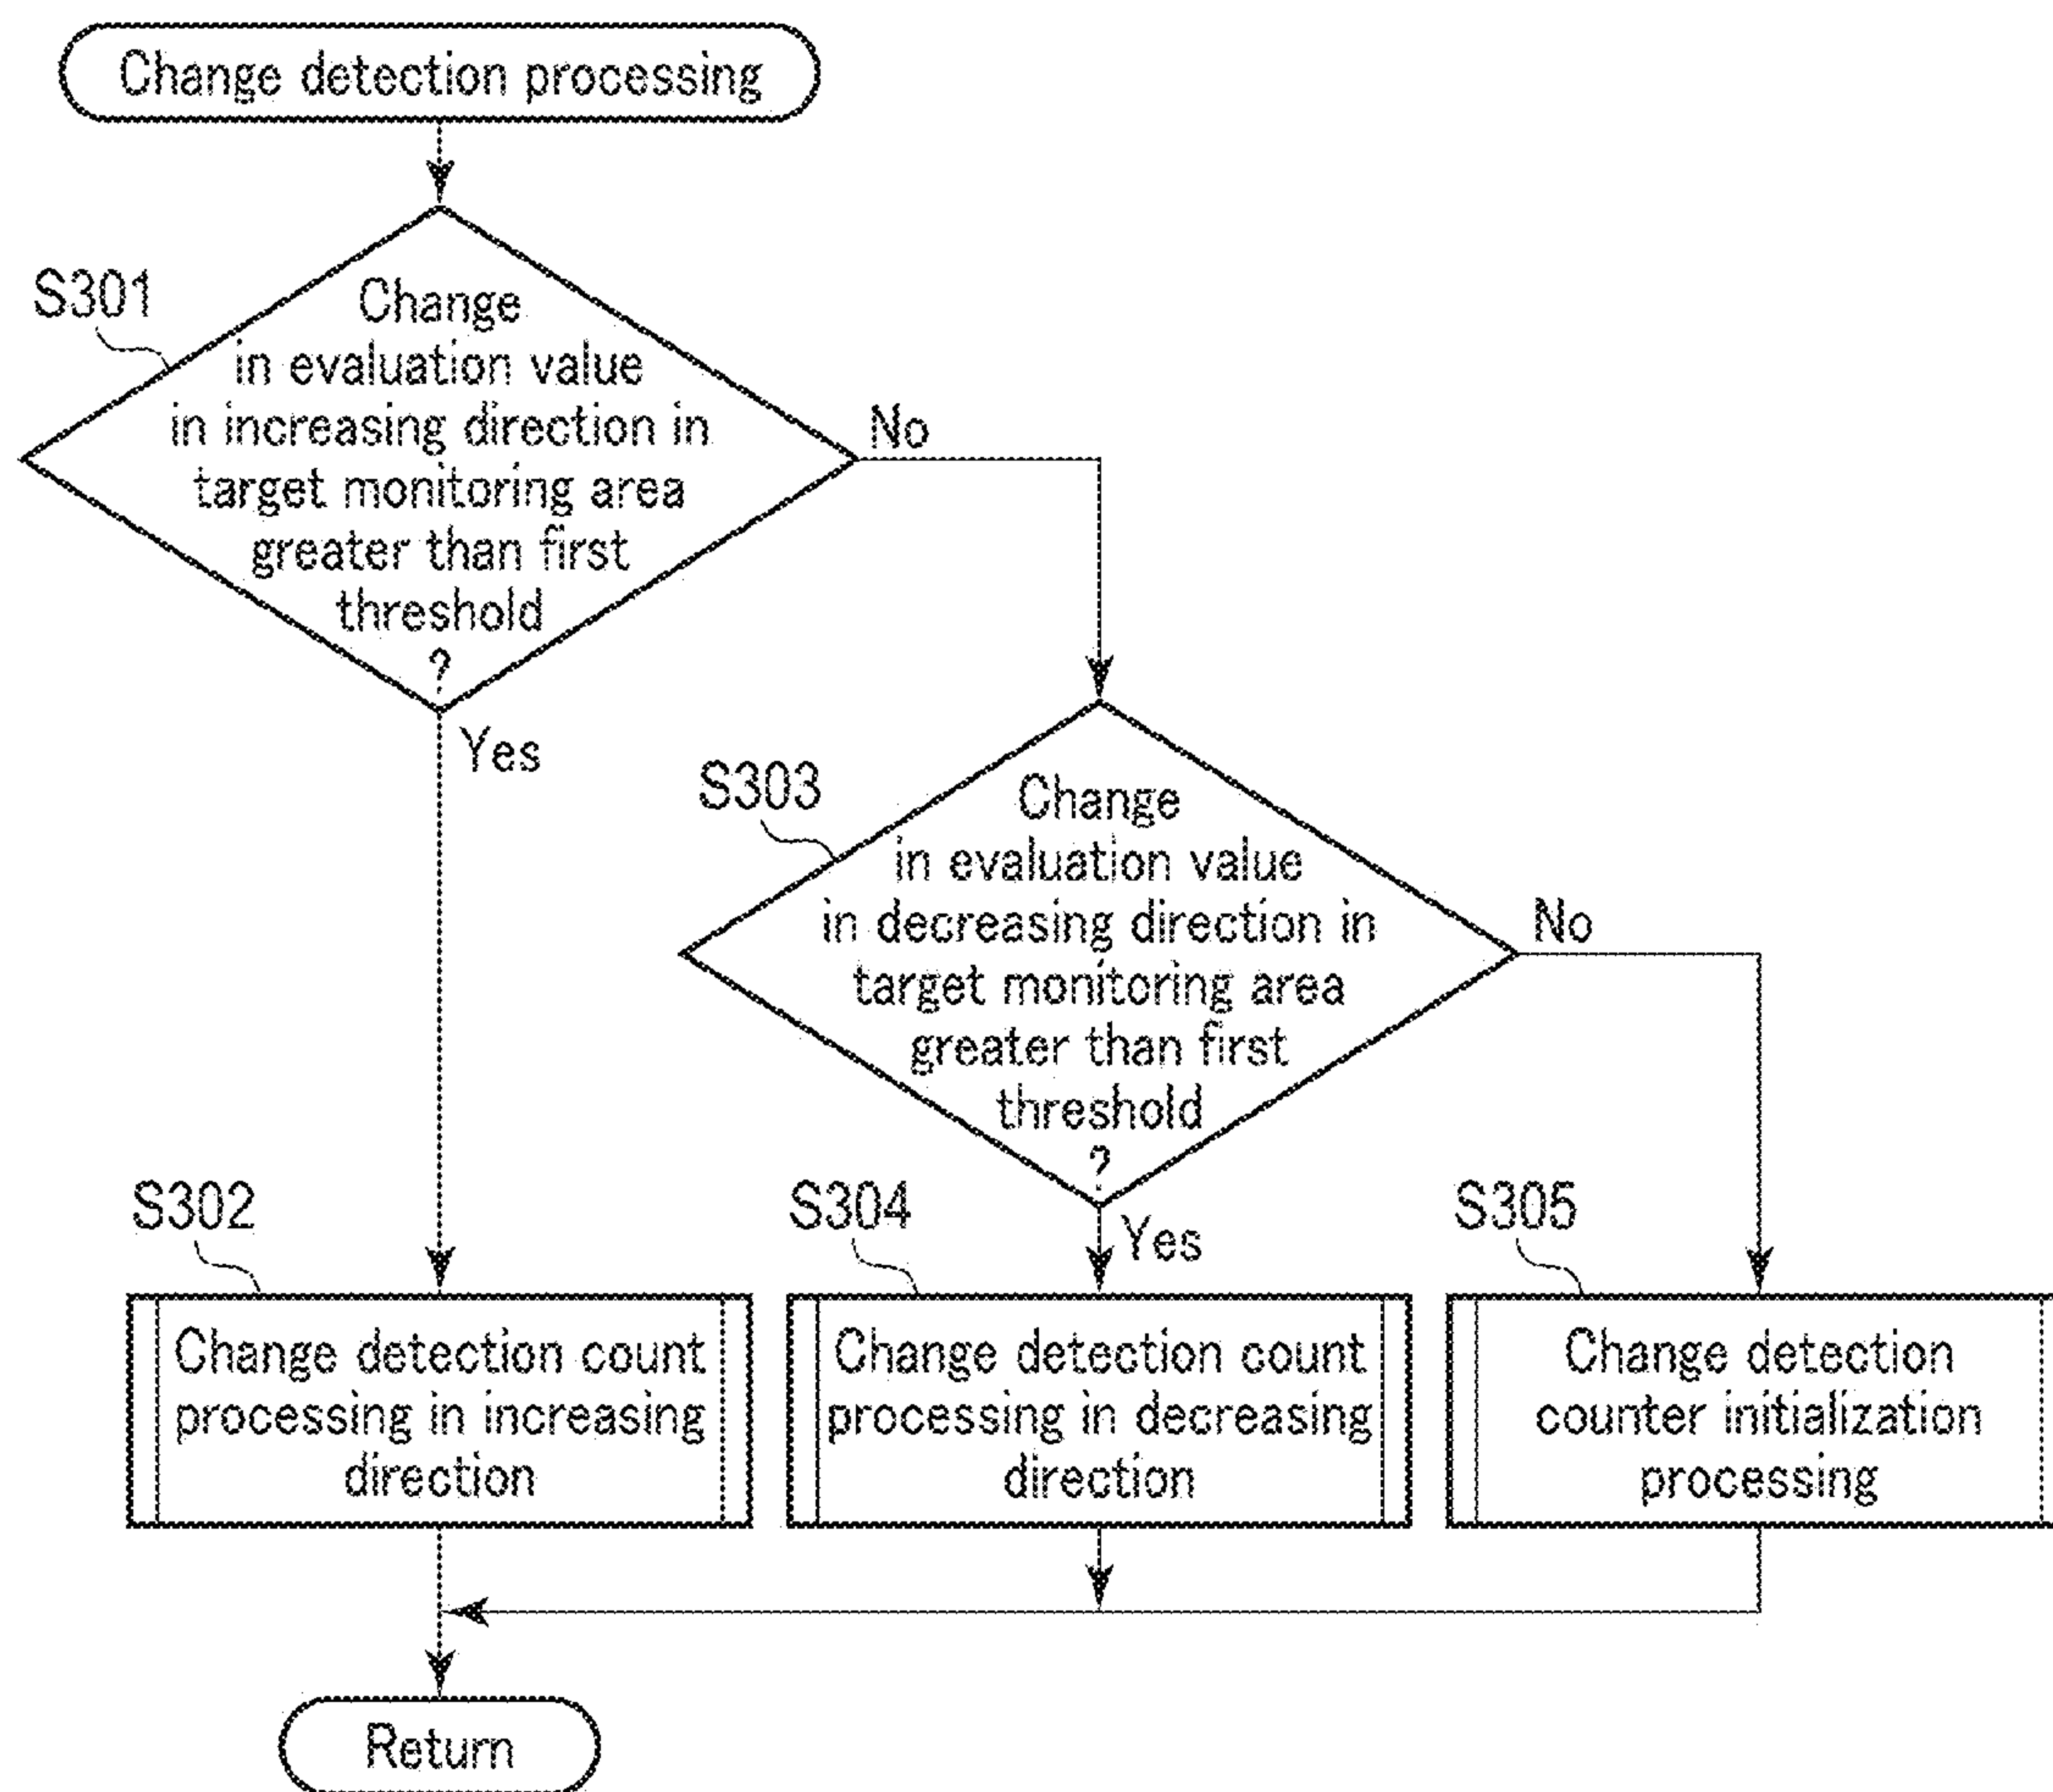 Change detection processing
S301
Change
in evaluation value
in increasing direction in
target monitoring area
greater than first
threshold
?
No
Yes
S303
Change
in evaluation value
in decreasing direction in
target monitoring area
greater than first
threshold
?
No
Yes
S302
Change detection count
processing in increasing
direction
S304
Change detection count
processing in decreasing
direction
S305
Change detection
counter initialization
processing
Return